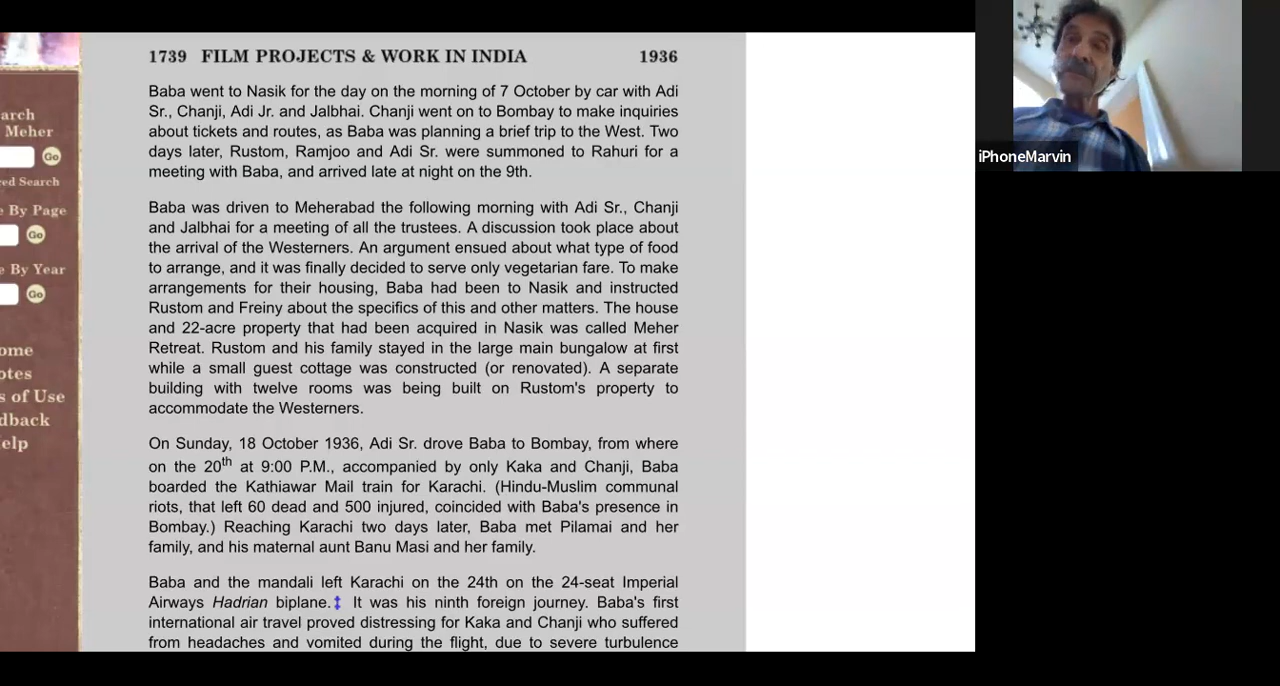 1739 FILM PROJECTS & WORK IN INDIA 1936
Baba went to Nasik for the day on the morning of 7 October by car with Adi
Sr., Chanji, Adi Jr. and Jalbhai. Chanji went on to Bombay to make inquiries
about tickets and routes, as Baba was planning a brief trip to the West. Two
days later, Rustom, Ramjoo and Adi Sr. were summoned to Rahuri for a
meeting with Baba, and arrived late at night on the 9th.
Baba was driven to Meherabad the following morning with Adi Sr., Chanji
and Jalbhai for a meeting of all the trustees. A discussion took place about
the arrival of the Westerners. An argument ensued about what type of food
to arrange, and it was finally decided to serve only vegetarian fare. To make
arrangements for their housing, Baba had been to Nasik and instructed
Rustom and Freiny about the specifics of this and other matters. The house
and 22-acre property that had been acquired in Nasik was called Meher
Retreat. Rustom and his family stayed in the large main bungalow at first
while a small guest cottage was constructed (or renovated). A separate
building with twelve rooms was being built on Rustom's property to
accommodate the Westerners.
On Sunday, 18 October 1936, Adi Sr. drove Baba to Bombay, from where
on the 20th at 9:00 P.M., accompanied by only Kaka and Chanji, Baba
boarded the Kathiawar Mail train for Karachi. (Hindu-Muslim communal
riots, that left 60 dead and 500 injured, coincided with Baba's presence in
Bombay.) Reaching Karachi two days later, Baba met Pilamai and her
family, and his maternal aunt Banu Masi and her family.
Baba and the mandali left Karachi on the 24th on the 24-seat Imperial
Airways Hadrian biplane. It was his ninth foreign journey. Baba's first
international air travel proved distressing for Kaka and Chanji who suffered
from headaches and vomited during the flight, due to severe turbulence
arch
Meher
Go
ced Search
e By Page
Go
e By Year
Go
ome
otes
s of Use
dback
elp
iPhoneMarvin